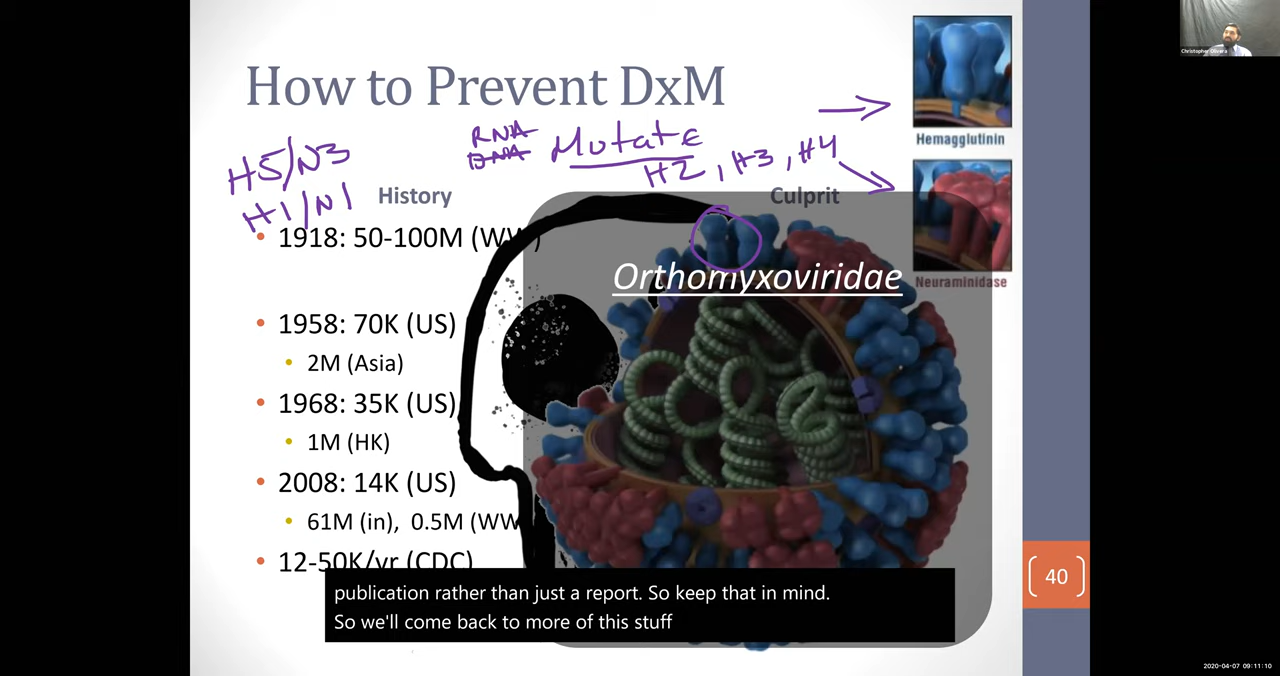 Christopher Olivera
How to Prevent DxM
Hemagglutinin
RNA
DNA
Mutate
H2, H3, H4
H5/N3
H1/N1
History
Culprit
1918: 50-100M (WW)
Orthomyxoviridae
Neuraminidase
• 1958: 70K (US)
• 2M (Asia)
• 1968: 35K (US)
• 1M (HK)
• 2008: 14K (US)
• 61M (in), 0.5M (WW
• 12-50K/yr (CDC)
40
publication rather than just a report. So keep that in mind.
So we'll come back to more of this stuff
2020-04-07 09:11:10